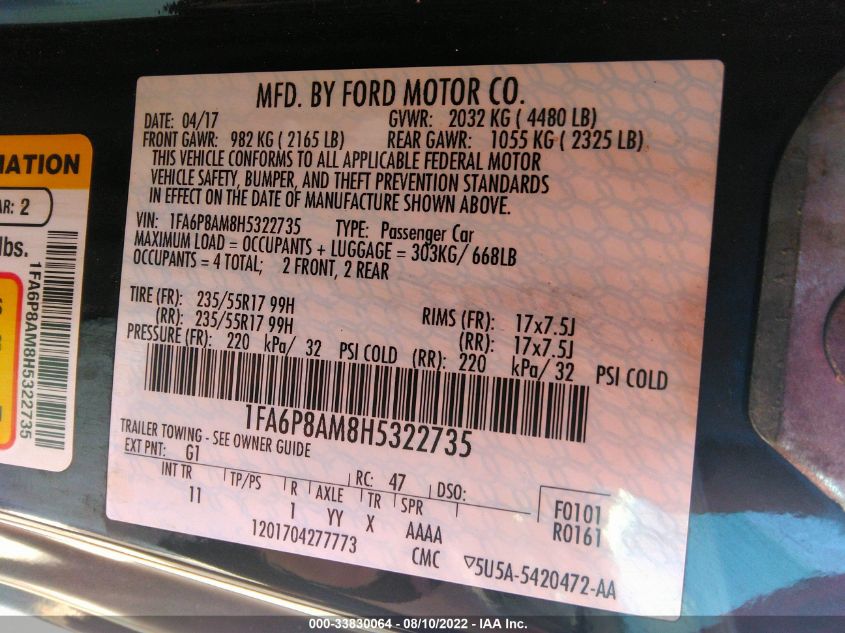 MFD. BY FORD MOTOR CO.
DATE: 04/17 GVWR: 2032 KG ( 4480 LB)
FRONT GAWR: 982 KG ( 2165 LB) REAR GAWR: 1055 KG ( 2325 LB)
THIS VEHICLE CONFORMS TO ALL APPLICABLE FEDERAL MOTOR
VEHICLE SAFETY, BUMPER, AND THEFT PREVENTION STANDARDS
IN EFFECT ON THE DATE OF MANUFACTURE SHOWN ABOVE.
VIN: 1FA6P8AM8H5322735 TYPE: Passenger Car
MAXIMUM LOAD = OCCUPANTS + LUGGAGE = 303KG/ 668LB
OCCUPANTS = 4 TOTAL; 2 FRONT, 2 REAR
TIRE (FR): 235/55R17 99H RIMS (FR): 17x7.5J
(RR): 235/55R17 99H (RR): 17x7.5J
PRESSURE (FR): 220 kPa/ 32 PSI COLD (RR): 220 kPa/ 32 PSI COLD
1FA6P8AM8H5322735
TRAILER TOWING - SEE OWNER GUIDE
EXT PNT: G1 RC: 47 DSO:
INT TR TP/PS R AXLE TR SPR F0101
11 1 YY X AAAA R0161
1201704277773 CMC ▽5U5A-5420472-AA
MATION
AR: 2
lbs.
1FA6P8AM8H5322735
000-33830064 - 08/10/2022 - IAA Inc.